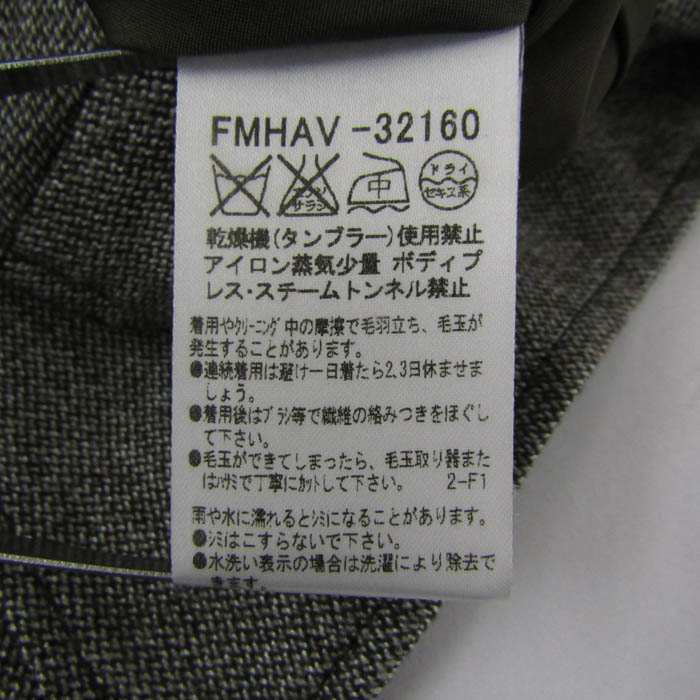 FMHAV-32160
エンソ サラシ 中 ドライ セキユ系
乾燥機(タンブラー)使用禁止
アイロン蒸気少量 ボディプ
レス・スチームトンネル禁止
着用やクリーニング中の摩擦で毛羽立ち、毛玉が
発生することがあります。
●連続着用は避け一日着たら2.3日休ませま
しょう。
●着用後はブラシ等で繊維の絡みつきをほぐし
て下さい。
●毛玉ができてしまったら、毛玉取り器また
はハサミで丁寧にカットして下さい。 2-F1
雨や水に濡れるとシミになることがあります。
●シミはこすらないで下さい。
●水洗い表示の場合は洗濯により除去で
きます。